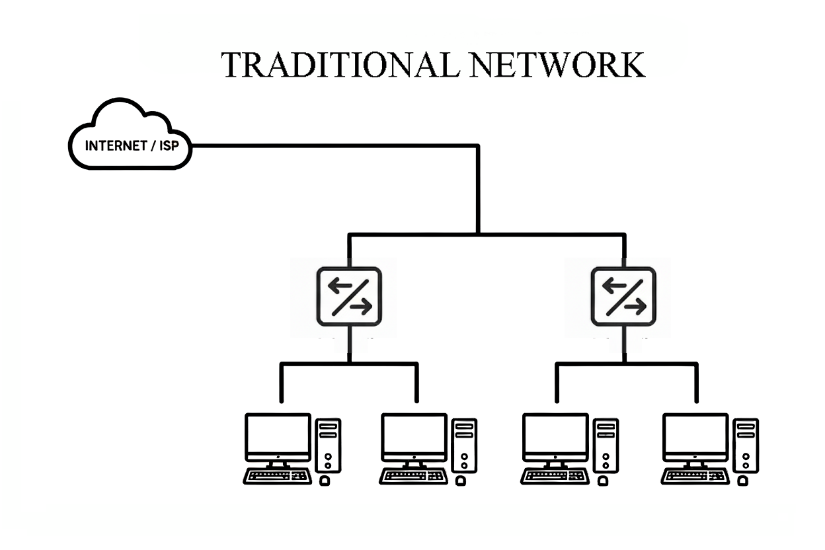 TRADITIONAL NETWORK
INTERNET / ISP